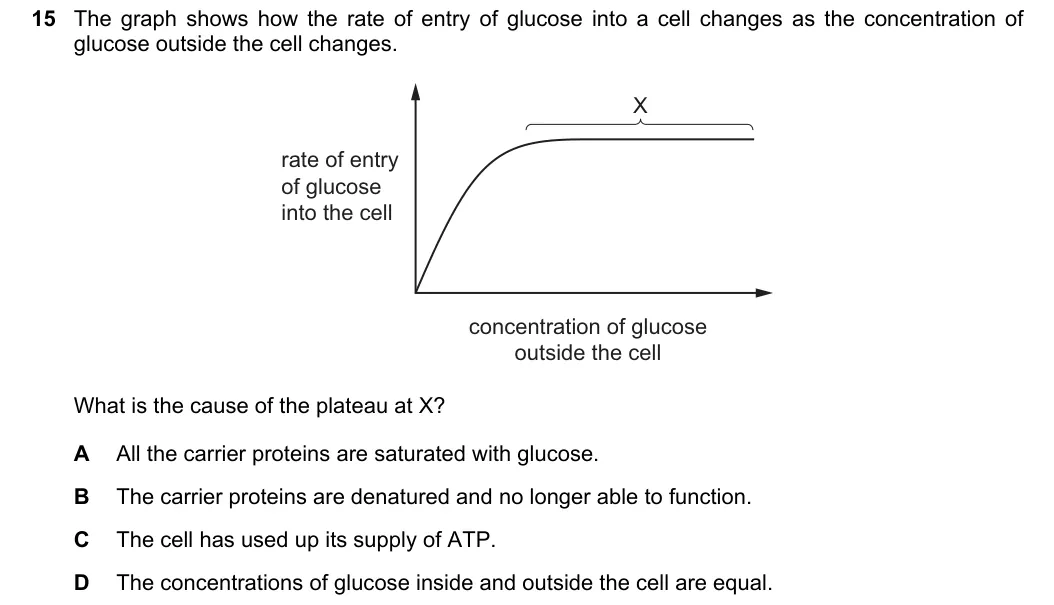 15 The graph shows how the rate of entry of glucose into a cell changes as the concentration of
glucose outside the cell changes.
X
rate of entry
of glucose
into the cell
concentration of glucose
outside the cell
What is the cause of the plateau at X?
A All the carrier proteins are saturated with glucose.
B The carrier proteins are denatured and no longer able to function.
C The cell has used up its supply of ATP.
D The concentrations of glucose inside and outside the cell are equal.